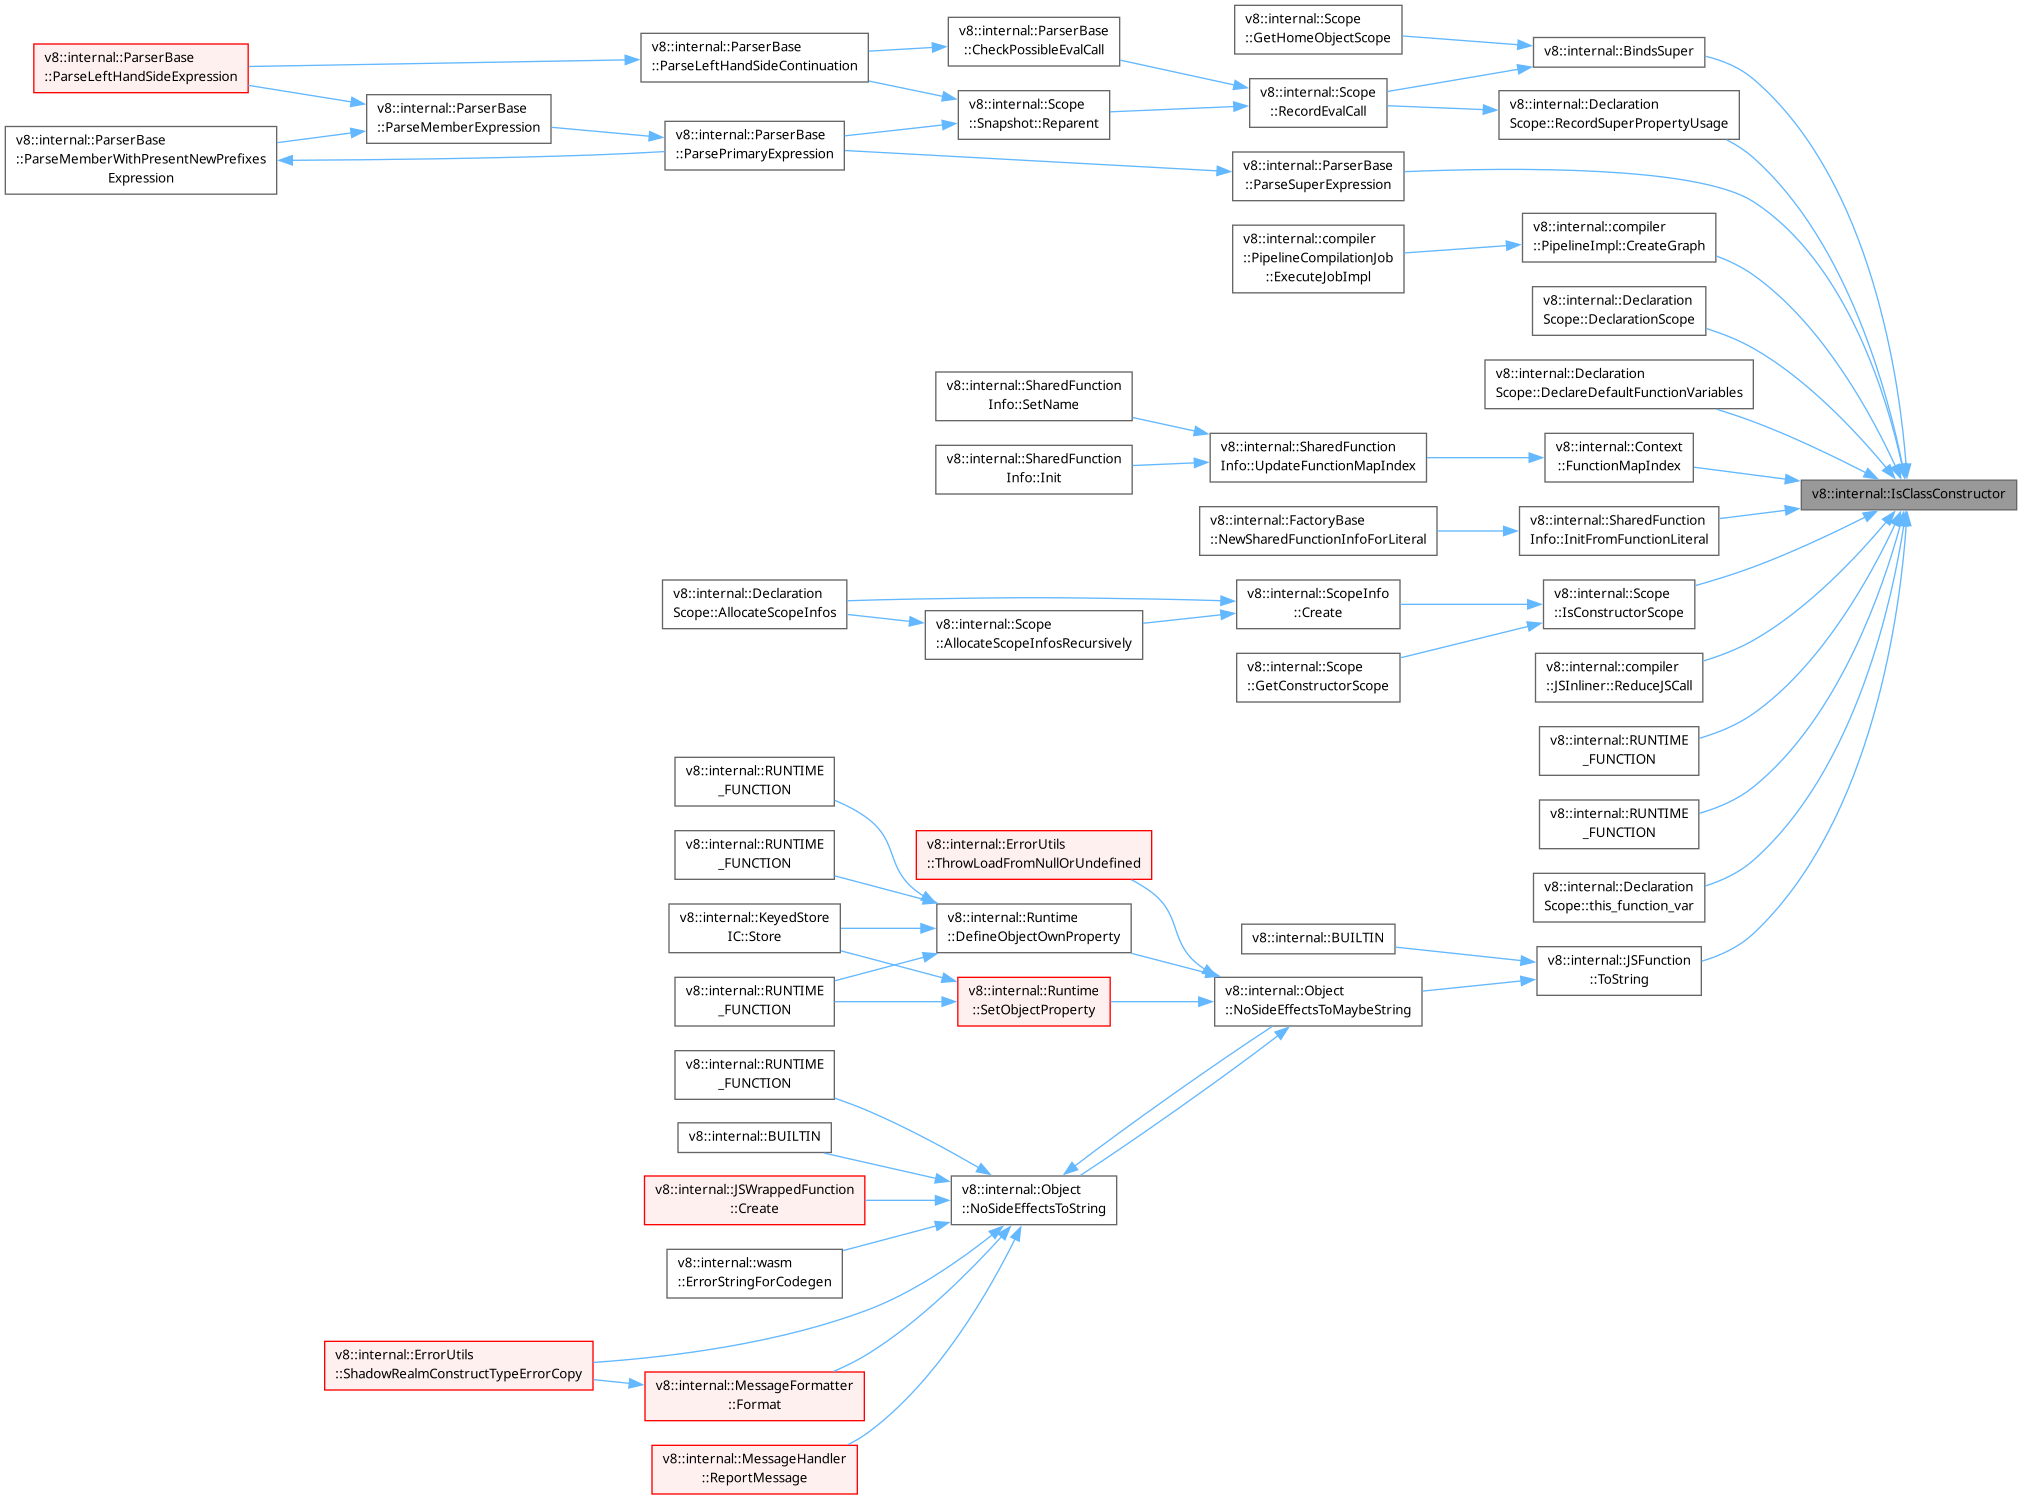 v8::internal::ParserBase
::ParseLeftHandSideExpression
v8::internal::ParserBase
::ParseMemberWithPresentNewPrefixes
Expression
v8::internal::ParserBase
::ParseMemberExpression
v8::internal::ParserBase
::ParseLeftHandSideContinuation
v8::internal::ParserBase
::ParsePrimaryExpression
v8::internal::ParserBase
::CheckPossibleEvalCall
v8::internal::Scope
::Snapshot::Reparent
v8::internal::Scope
::GetHomeObjectScope
v8::internal::Scope
::RecordEvalCall
v8::internal::ParserBase
::ParseSuperExpression
v8::internal::BindsSuper
v8::internal::Declaration
Scope::RecordSuperPropertyUsage
v8::internal::compiler
::PipelineCompilationJob
::ExecuteJobImpl
v8::internal::compiler
::PipelineImpl::CreateGraph
v8::internal::Declaration
Scope::DeclarationScope
v8::internal::Declaration
Scope::DeclareDefaultFunctionVariables
v8::internal::SharedFunction
Info::SetName
v8::internal::SharedFunction
Info::Init
v8::internal::SharedFunction
Info::UpdateFunctionMapIndex
v8::internal::Context
::FunctionMapIndex
v8::internal::IsClassConstructor
v8::internal::FactoryBase
::NewSharedFunctionInfoForLiteral
v8::internal::SharedFunction
Info::InitFromFunctionLiteral
v8::internal::Declaration
Scope::AllocateScopeInfos
v8::internal::Scope
::AllocateScopeInfosRecursively
v8::internal::ScopeInfo
::Create
v8::internal::Scope
::IsConstructorScope
v8::internal::Scope
::GetConstructorScope
v8::internal::compiler
::JSInliner::ReduceJSCall
v8::internal::RUNTIME
_FUNCTION
v8::internal::RUNTIME
_FUNCTION
v8::internal::Declaration
Scope::this_function_var
v8::internal::JSFunction
::ToString
v8::internal::BUILTIN
v8::internal::Object
::NoSideEffectsToMaybeString
v8::internal::ErrorUtils
::ThrowLoadFromNullOrUndefined
v8::internal::Runtime
::DefineObjectOwnProperty
v8::internal::Runtime
::SetObjectProperty
v8::internal::RUNTIME
_FUNCTION
v8::internal::RUNTIME
_FUNCTION
v8::internal::KeyedStore
IC::Store
v8::internal::RUNTIME
_FUNCTION
v8::internal::RUNTIME
_FUNCTION
v8::internal::BUILTIN
v8::internal::JSWrappedFunction
::Create
v8::internal::Object
::NoSideEffectsToString
v8::internal::wasm
::ErrorStringForCodegen
v8::internal::ErrorUtils
::ShadowRealmConstructTypeErrorCopy
v8::internal::MessageFormatter
::Format
v8::internal::MessageHandler
::ReportMessage